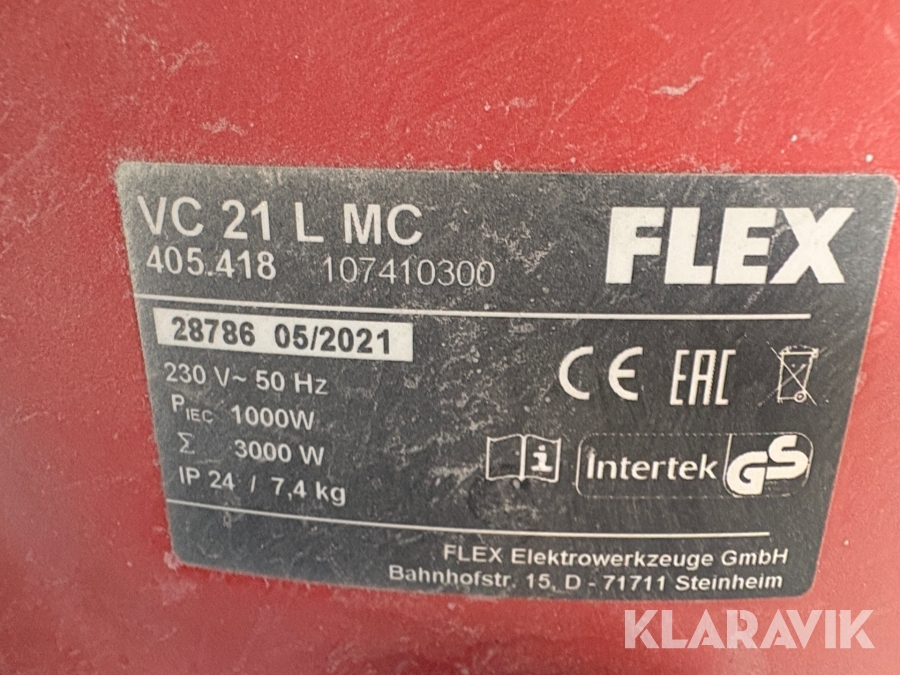 VC 21 L MC
405.418 107410300
FLEX
28786 05/2021
230 V~ 50 Hz
PIEC 1000W
Σ 3000 W
IP 24 / 7,4 kg
CE EAC
i Intertek GS
FLEX Elektrowerkzeuge GmbH
Bahnhofstr. 15, D - 71711 Steinheim
KLARAVIK